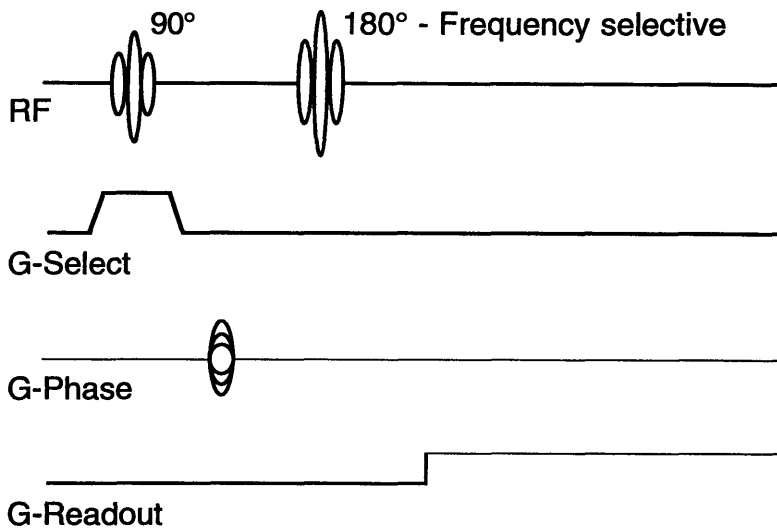 90° 180° - Frequency selective
RF
G-Select
G-Phase
G-Readout